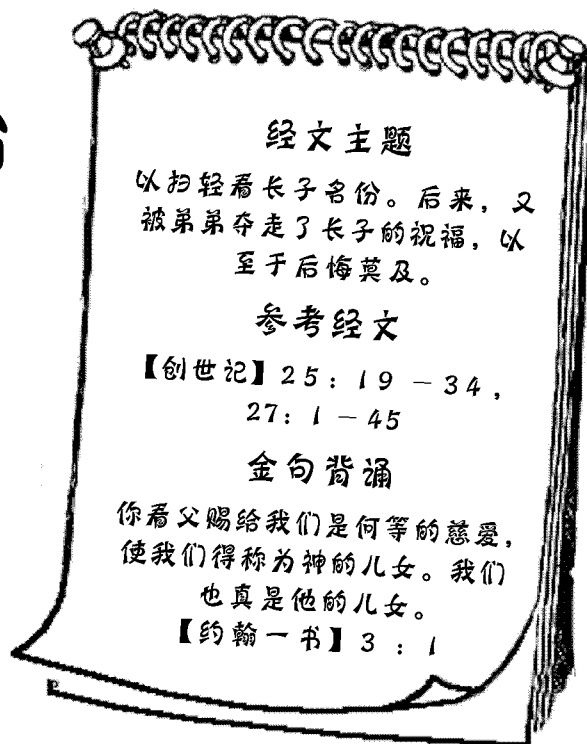 经文主题
以扫轻看长子名份。后来，又
被弟弟夺走了长子的祝福，以
至于后悔莫及。
参考经文
【创世记】25：19－34，
27：1－45
金句背诵
你看父赐给我们是何等的慈爱，
使我们得称为神的儿女。我们
也真是他的儿女。
【约翰一书】3：1